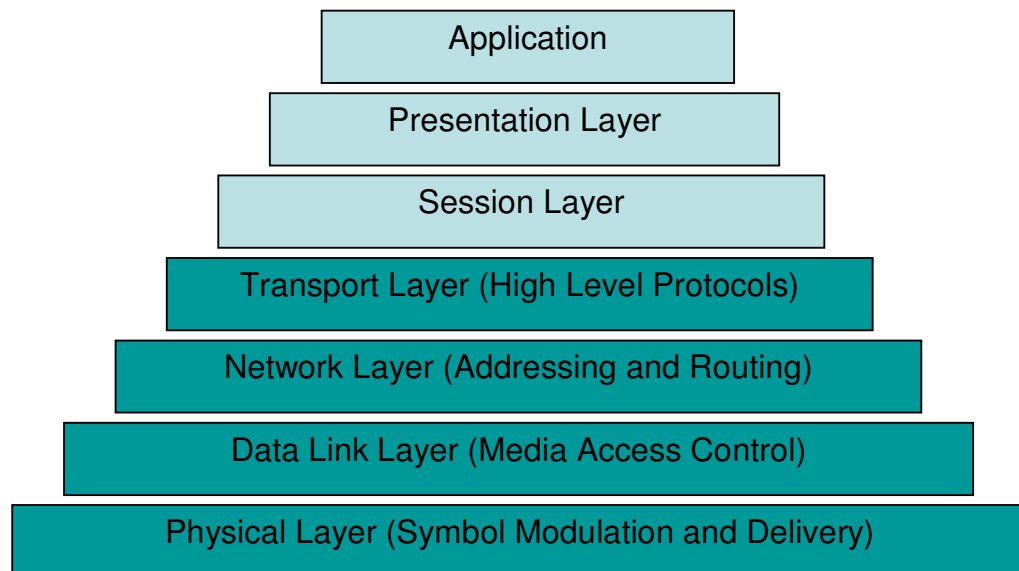 Application
Presentation Layer
Session Layer
Transport Layer (High Level Protocols)
Network Layer (Addressing and Routing)
Data Link Layer (Media Access Control)
Physical Layer (Symbol Modulation and Delivery)